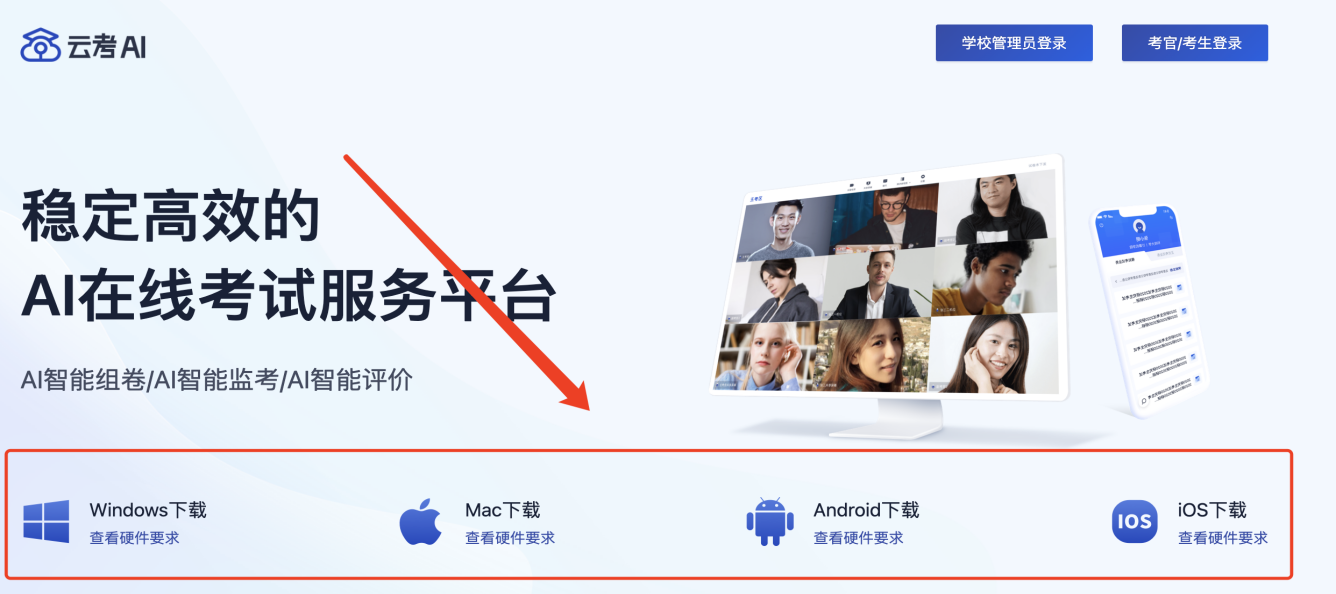 云考AI
学校管理员登录
考官/考生登录
稳定高效的
AI在线考试服务平台
AI智能组卷/AI智能监考/AI智能评价
Windows下载
查看硬件要求
Mac下载
查看硬件要求
Android下载
查看硬件要求
IOS
iOS下载
查看硬件要求